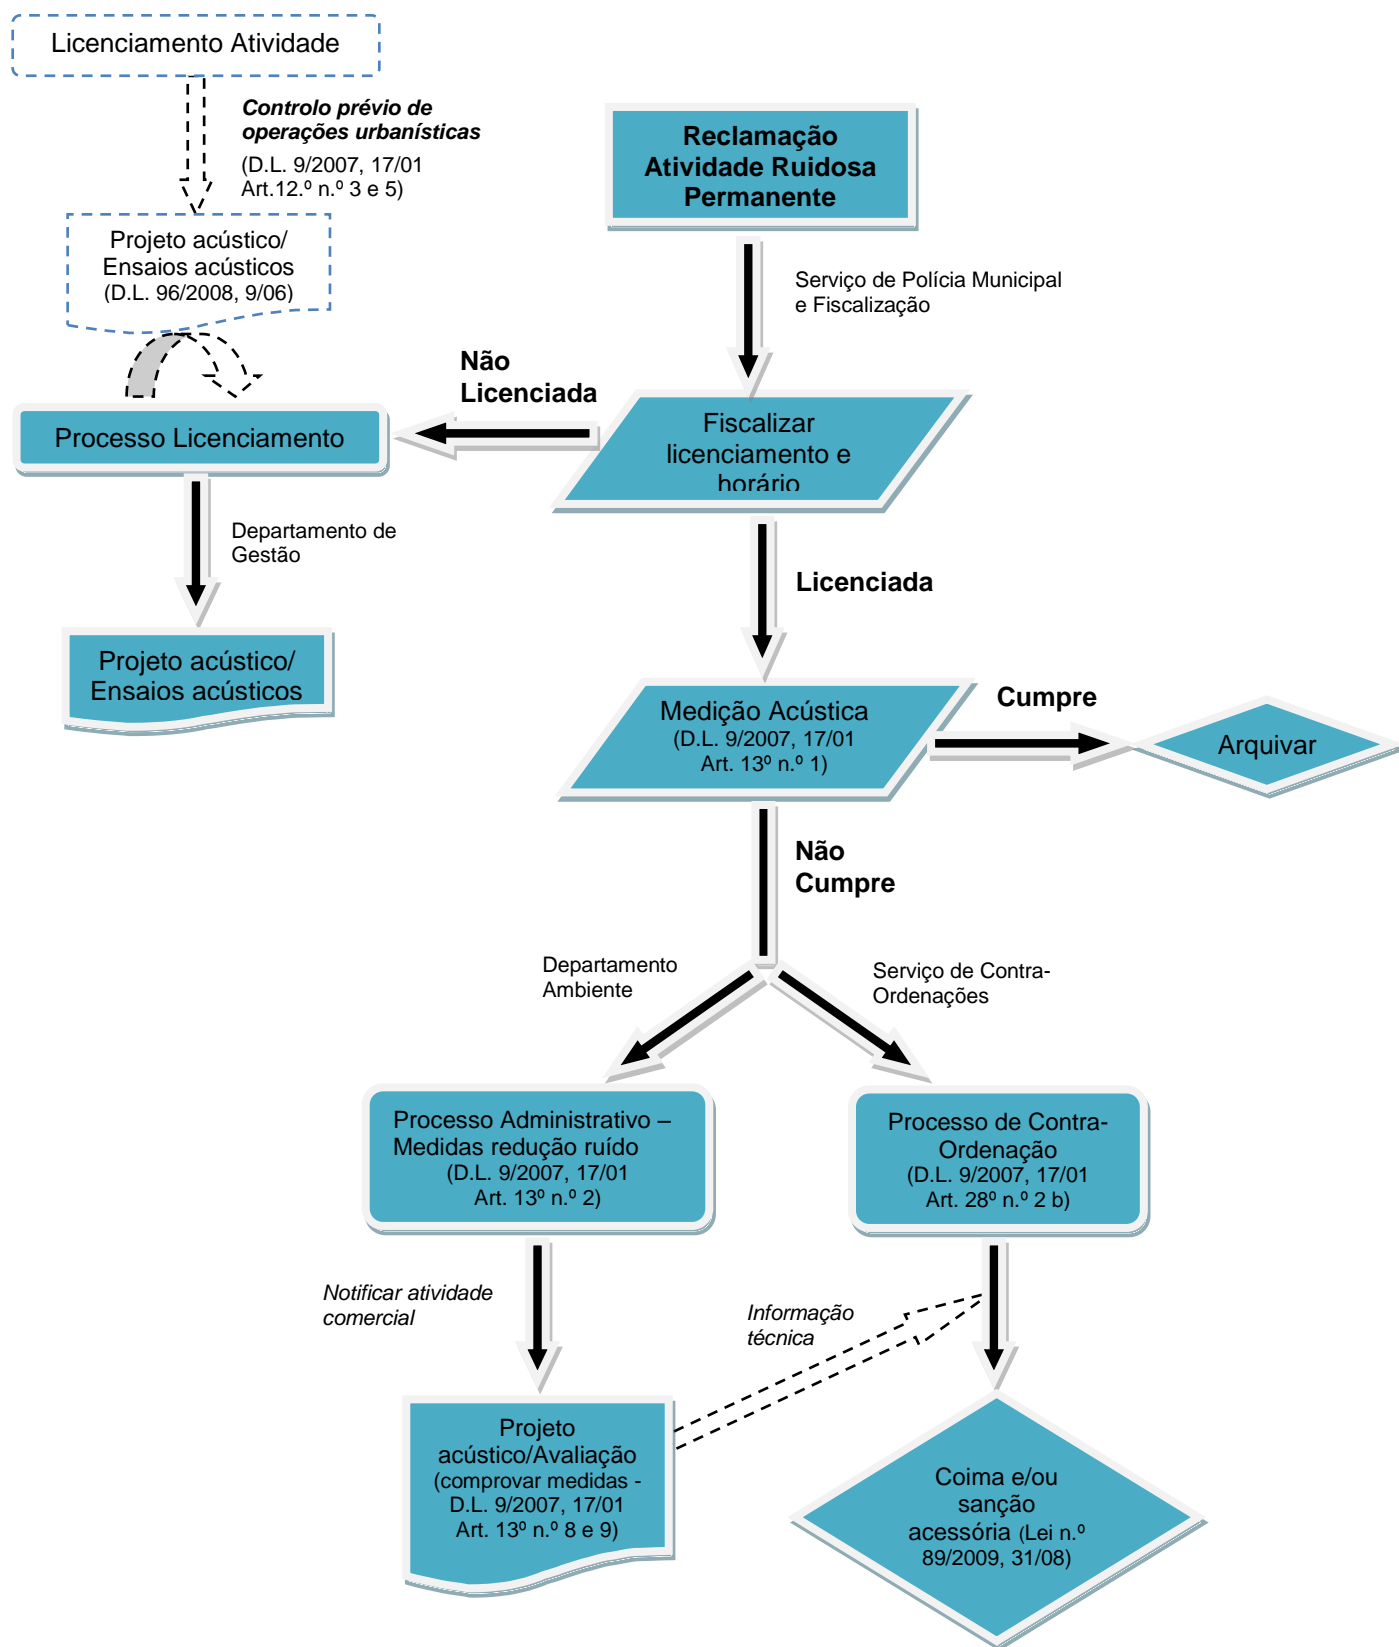 Licenciamento Atividade
Controlo prévio de
operações urbanísticas
(D.L. 9/2007, 17/01
Art.12.º n.º 3 e 5)
Projeto acústico/
Ensaios acústicos
(D.L. 96/2008, 9/06)
Reclamação
Atividade Ruidosa
Permanente
Serviço de Polícia Municipal
e Fiscalização
Não
Licenciada
Processo Licenciamento
Fiscalizar
licenciamento e
horário
Departamento de
Gestão
Licenciada
Projeto acústico/
Ensaios acústicos
Medição Acústica
(D.L. 9/2007, 17/01
Art. 13º n.º 1)
Cumpre
Arquivar
Não
Cumpre
Departamento
Ambiente
Serviço de Contra-
Ordenações
Processo Administrativo –
Medidas redução ruído
(D.L. 9/2007, 17/01
Art. 13º n.º 2)
Processo de Contra-
Ordenação
(D.L. 9/2007, 17/01
Art. 28º n.º 2 b)
Notificar atividade
comercial
Informação
técnica
Projeto
acústico/Avaliação
(comprovar medidas -
D.L. 9/2007, 17/01
Art. 13º n.º 8 e 9)
Coima e/ou
sanção
acessória (Lei n.º
89/2009, 31/08)